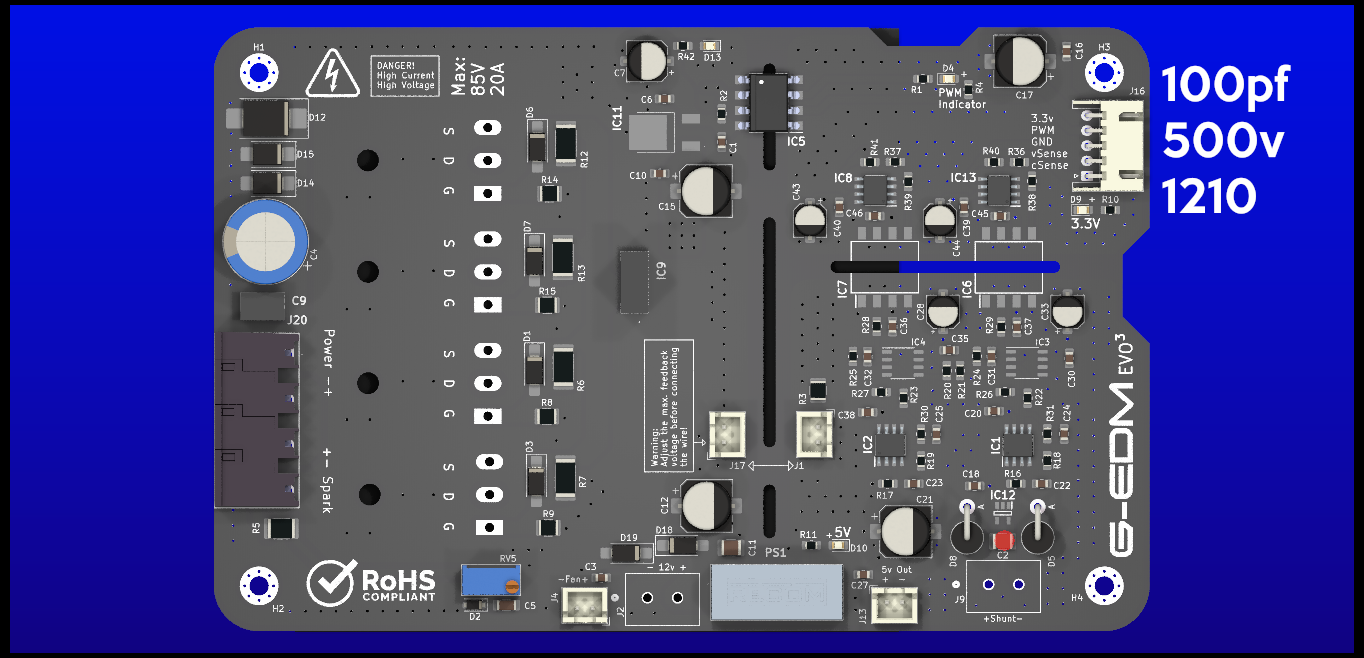 H1
DANGER!
High Current
High Voltage
Max:
85V
20A
C7
R42
D13
C17
C16
H3
D4
+
R1
R4
PWM
Indicator
J16
100pf
500v
1210
3.3v
PWM
GND
vSense
cSense
D9 +
R10
3.3V
D12
D15
D14
C4
+
C9
J20
Power -+
+- Spark
R5
S
D
G
S
D
G
S
D
G
S
D
G
D6
R12
R14
D7
R13
R15
D1
R6
R8
D3
R7
R9
C6
IC11
R2
C1
IC5
C10
C15
IC9
C43
C40
R41
R37
IC8
R39
C46
R40
R36
IC13
R38
C39
C45
C44
IC7
IC6
C28
C33
R28
C36
R29
C37
IC4
C35
IC3
R25
C32
R20
R21
R24
C31
C30
R27
R23
R26
R22
C38
C20
R30
C25
R31
C24
IC2
IC1
R19
R18
R17
C23
C18
R16
C22
IC12
C21
R3
Warning:
Adjust the max. feedback
voltage before connecting
the wire!
J17
J1
G-EDM EVO3
C12
D18
D19
C11
PS1
R11
+5V
D10
A
A
D8
C2
D5
H2
RoHS
COMPLIANT
RV5
D2
C5
C3
-Fan+
J4
- 12v +
J2
RECOM
C27
5v Out
+ -
J13
J9
+Shunt-
H4